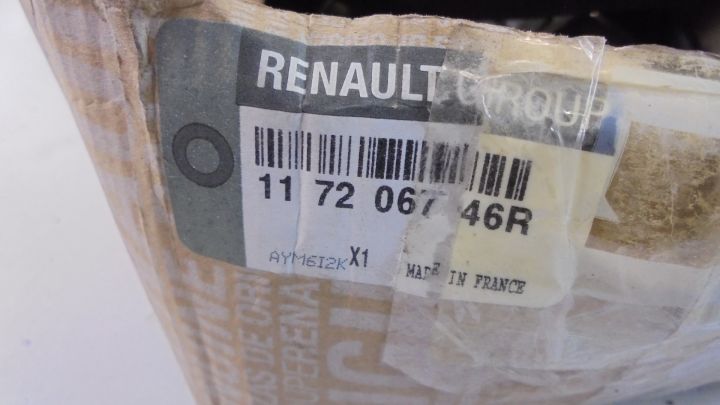 RENAULT GROUP
11 72 067 46R
AYM6I2K X1
MADE IN FRANCE